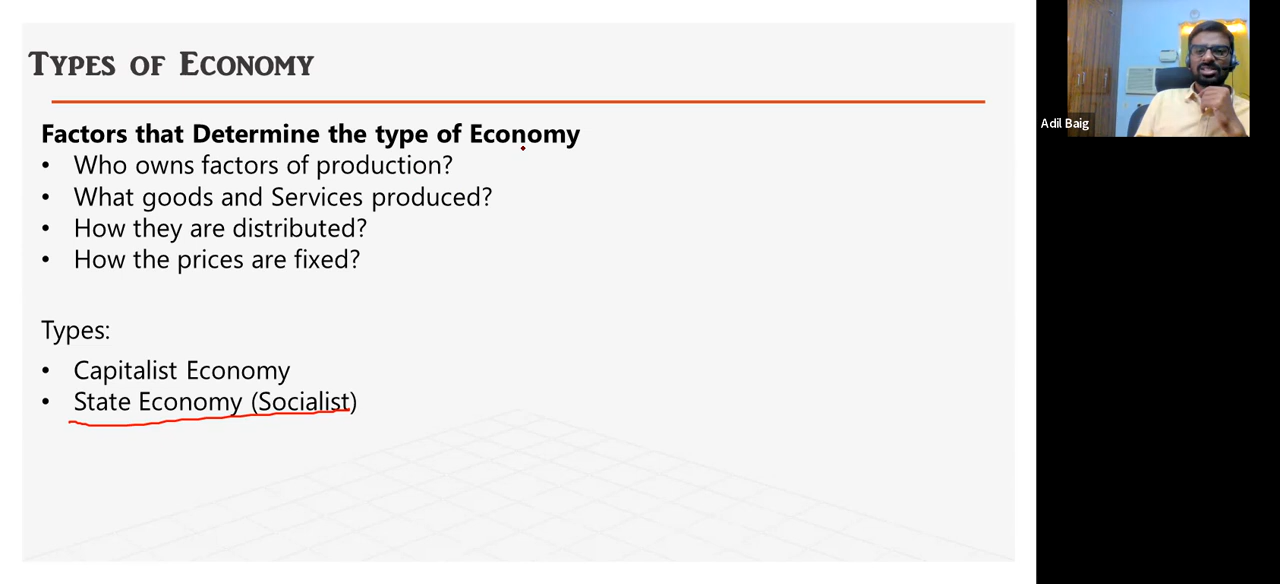 Types of Economy
Factors that Determine the type of Economy
• Who owns factors of production?
• What goods and Services produced?
• How they are distributed?
• How the prices are fixed?
Types:
• Capitalist Economy
• State Economy (Socialist)
Adil Baig